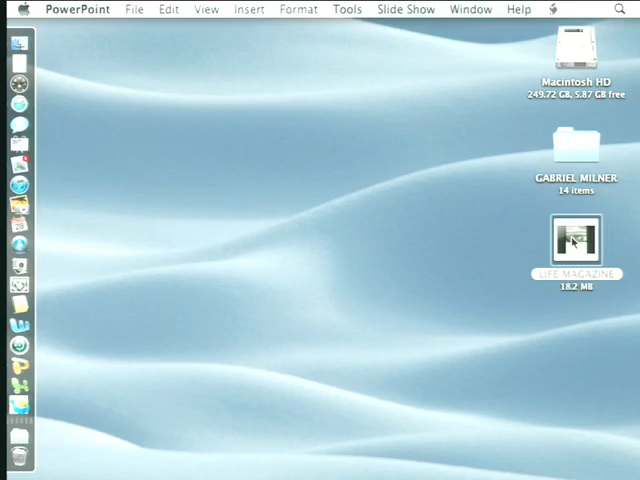 PowerPoint File Edit View Insert Format Tools Slide Show Window Help
Macintosh HD
249.72 GB, 5.87 GB free
GABRIEL MILNER
14 items
LIFE MAGAZINE
18.2 MB
28